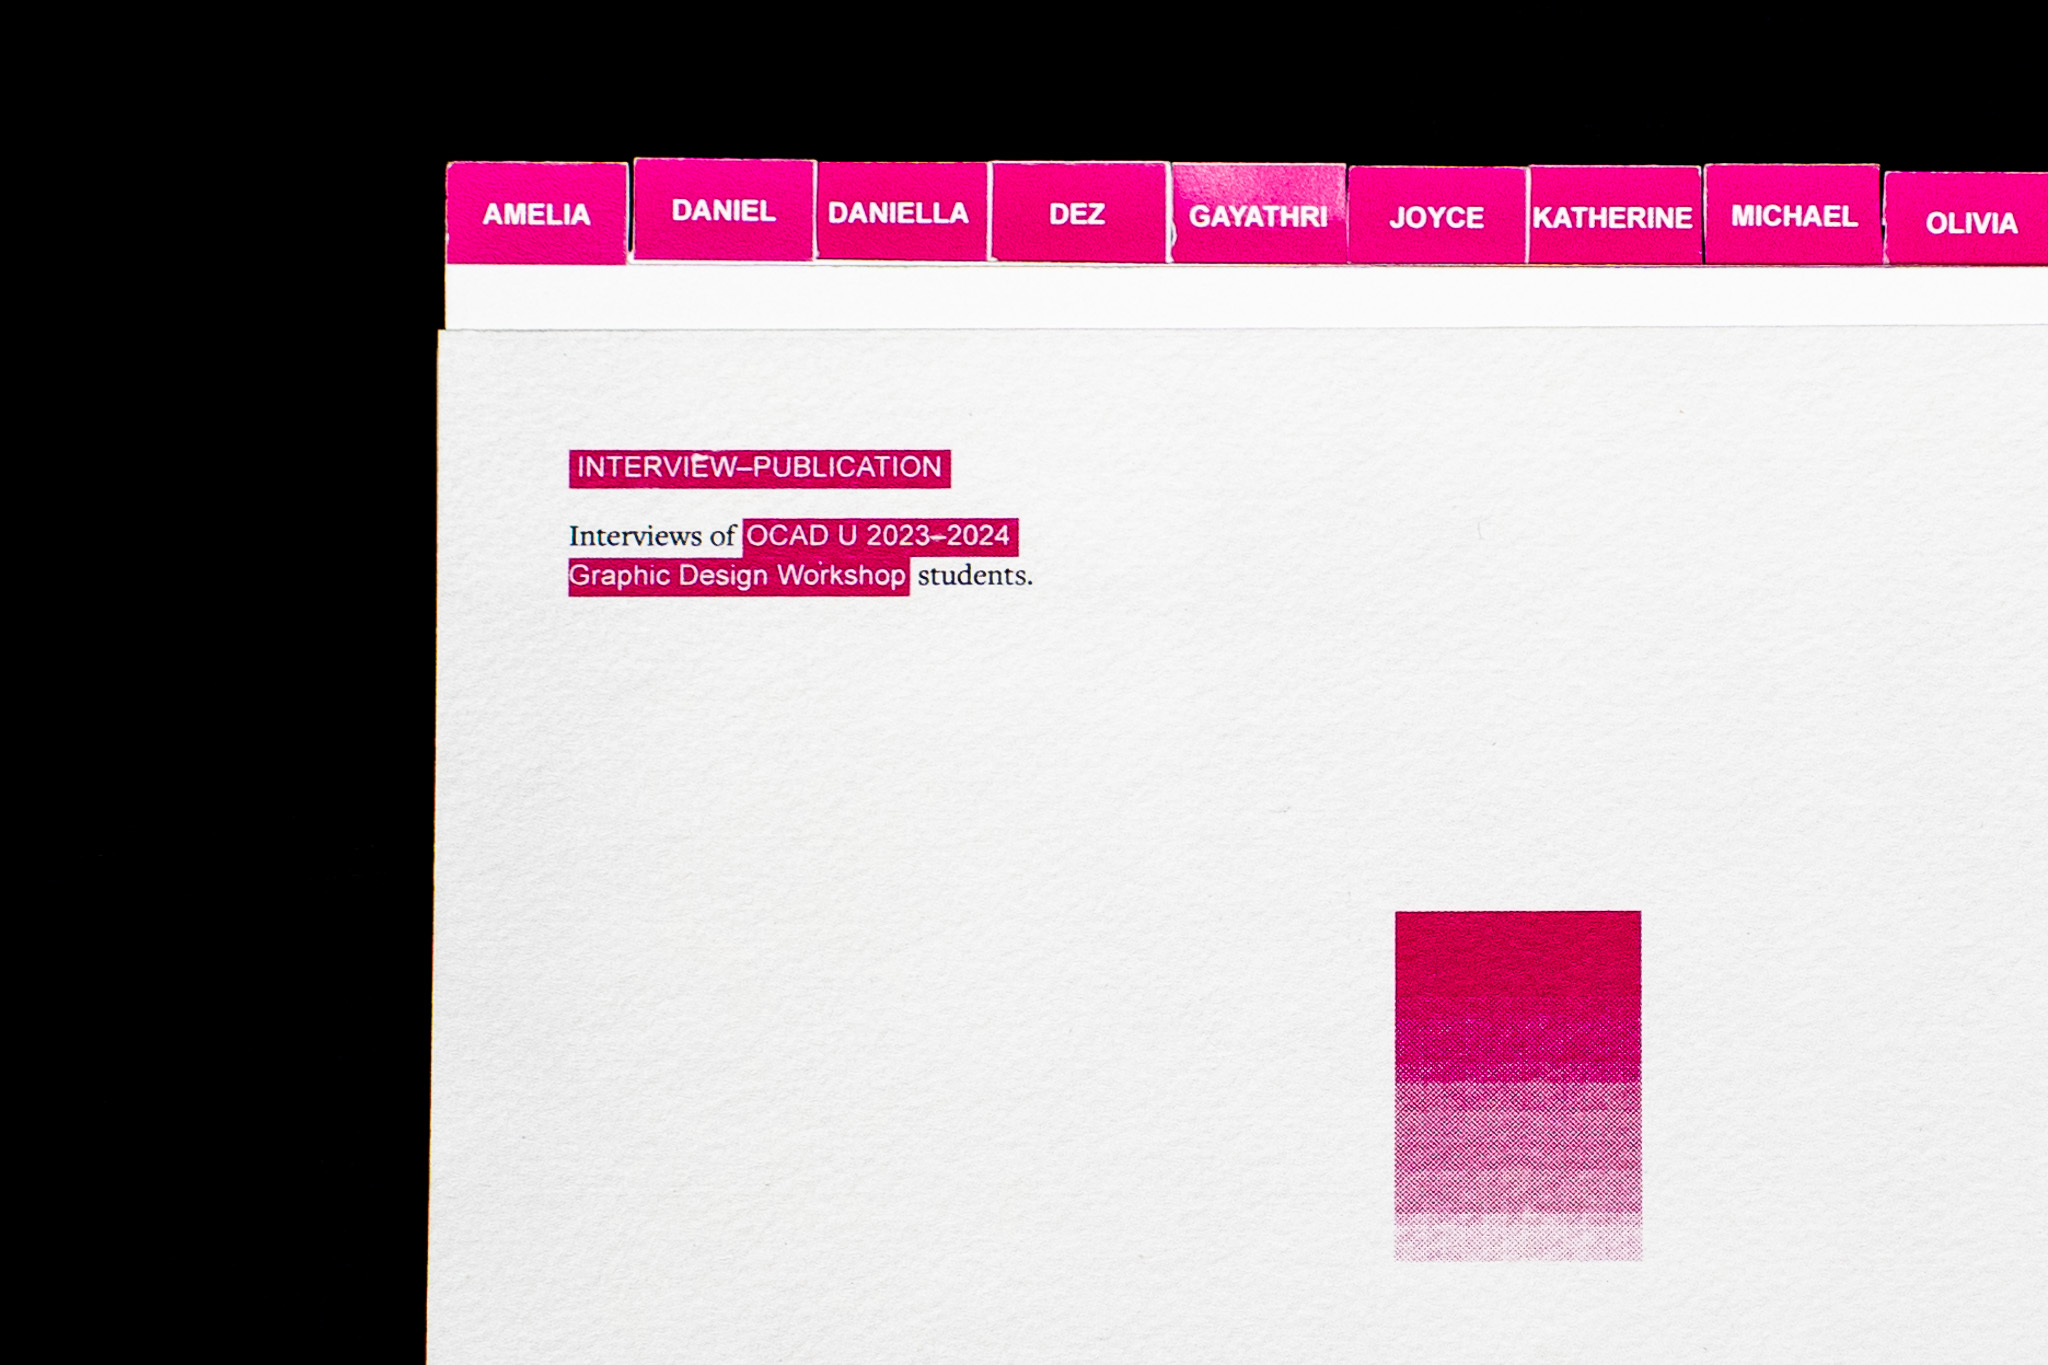 AMELIA DANIEL DANIELLA DEZ GAYATHRI JOYCE KATHERINE MICHAEL OLIVIA
INTERVIEW–PUBLICATION
Interviews of OCAD U 2023–2024
Graphic Design Workshop students.